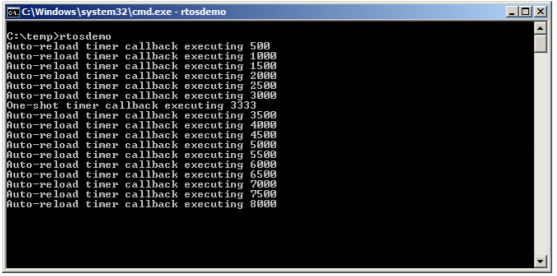 C:\Windows\system32\cmd.exe - rtosdemo
C:\temp>rtosdemo
Auto-reload timer callback executing 500
Auto-reload timer callback executing 1000
Auto-reload timer callback executing 1500
Auto-reload timer callback executing 2000
Auto-reload timer callback executing 2500
Auto-reload timer callback executing 3000
One-shot timer callback executing 3333
Auto-reload timer callback executing 3500
Auto-reload timer callback executing 4000
Auto-reload timer callback executing 4500
Auto-reload timer callback executing 5000
Auto-reload timer callback executing 5500
Auto-reload timer callback executing 6000
Auto-reload timer callback executing 6500
Auto-reload timer callback executing 7000
Auto-reload timer callback executing 7500
Auto-reload timer callback executing 8000